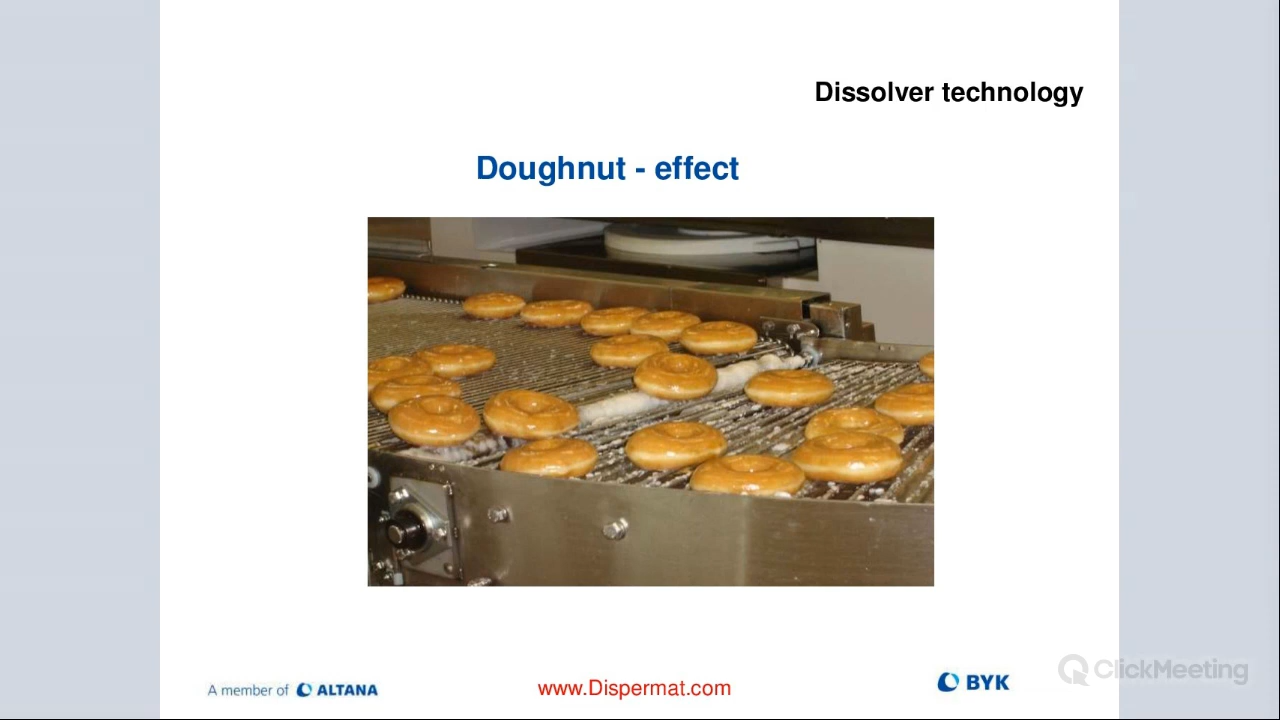 Dissolver technology
Doughnut - effect
A member of ALTANA
www.Dispermat.com
BYK
ClickMeeting